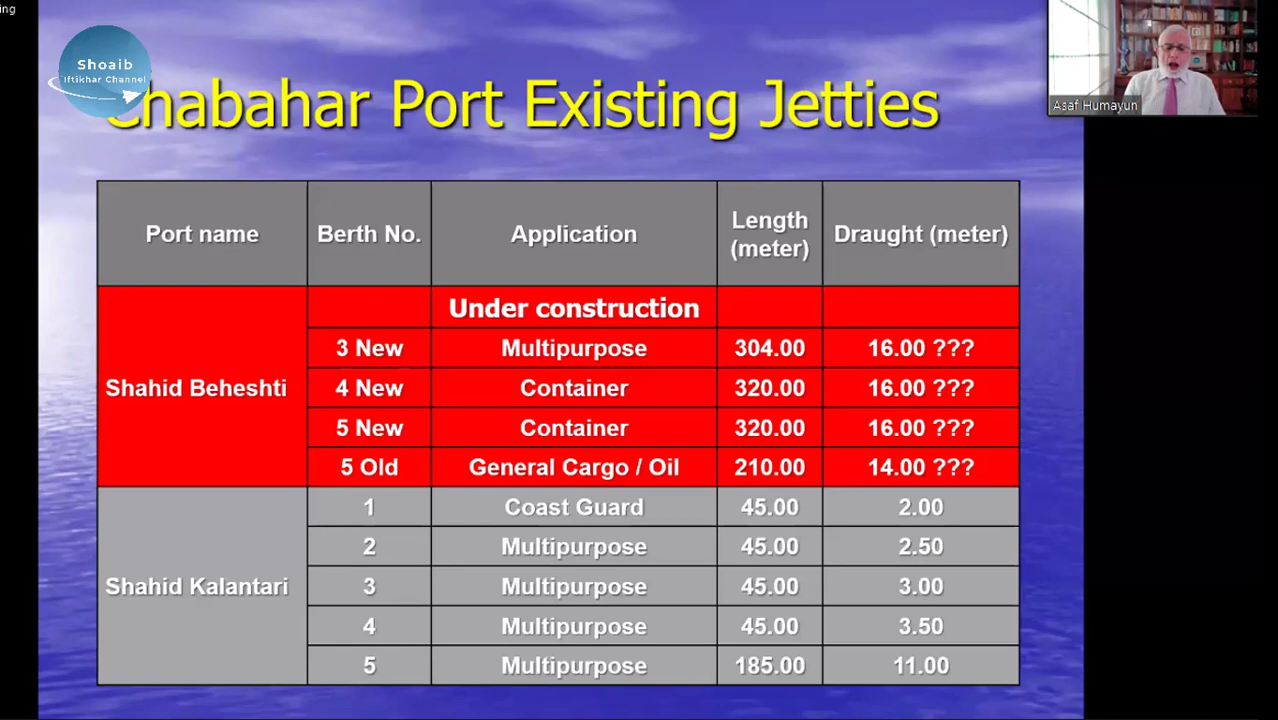 ing
Shoaib
Iftikhar Channel
Chabahar Port Existing Jetties
Asaf Humayun
Port name Berth No. Application Length (meter) Draught (meter)
Under construction
3 New Multipurpose 304.00 16.00 ???
Shahid Beheshti 4 New Container 320.00 16.00 ???
5 New Container 320.00 16.00 ???
5 Old General Cargo / Oil 210.00 14.00 ???
1 Coast Guard 45.00 2.00
2 Multipurpose 45.00 2.50
Shahid Kalantari 3 Multipurpose 45.00 3.00
4 Multipurpose 45.00 3.50
5 Multipurpose 185.00 11.00